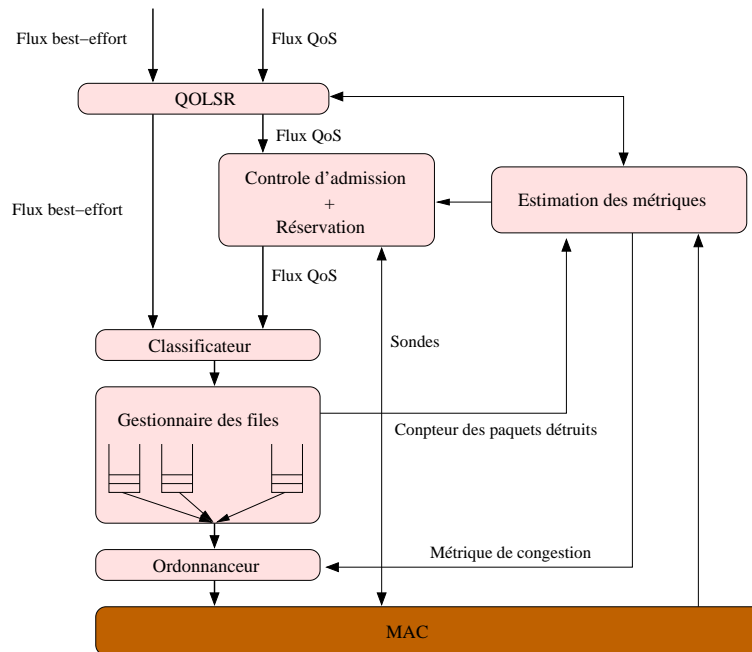 Flux best−effort
Flux QoS
QOLSR
Flux QoS
Controle d'admission
+
Réservation
Estimation des métriques
Flux best−effort
Flux QoS
Classificateur
Sondes
Gestionnaire des files
Conpteur des paquets détruits
Métrique de congestion
Ordonnanceur
MAC